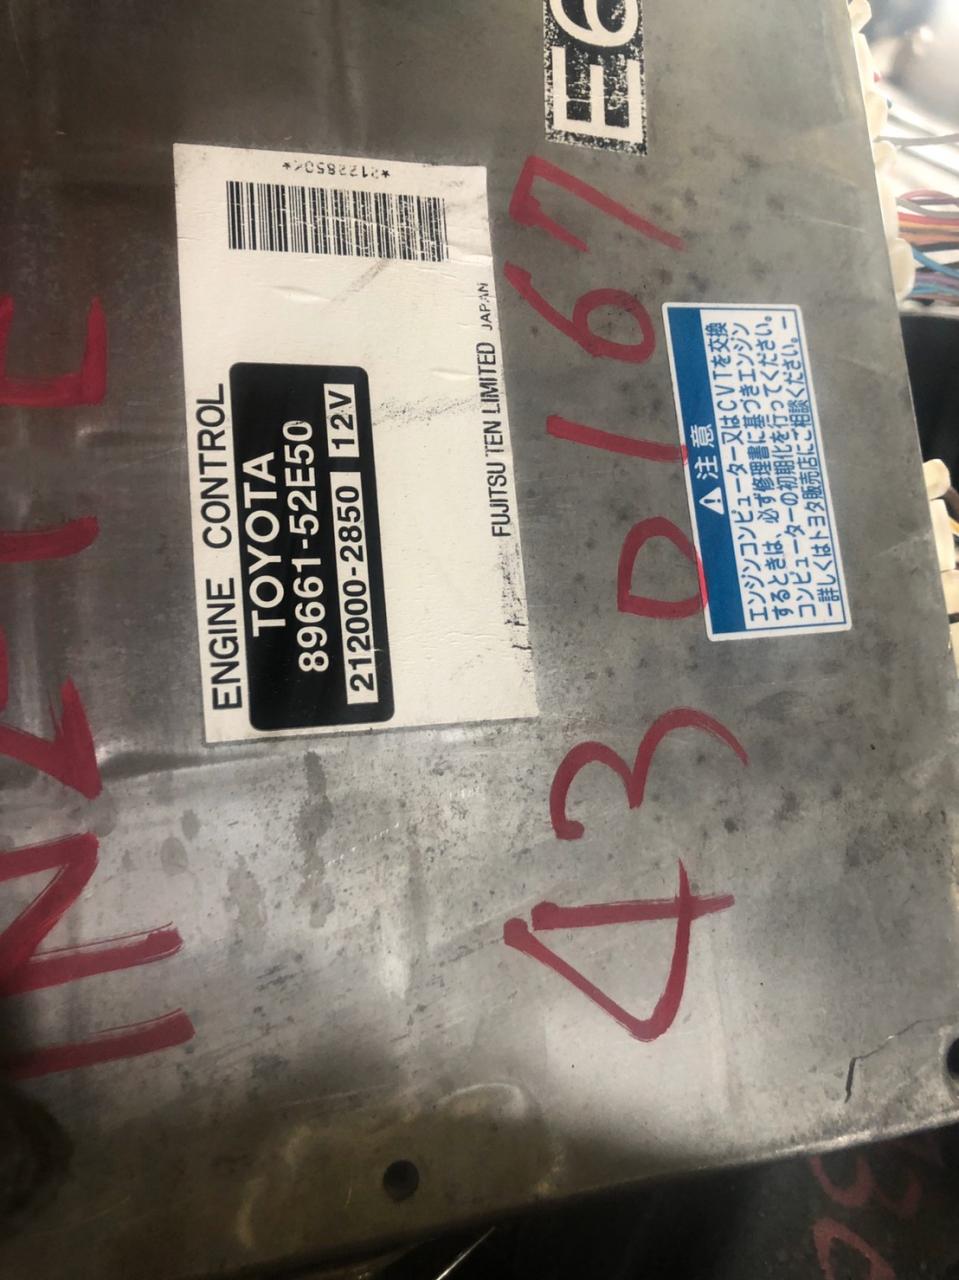 E6
*2122850<*
ENGINE CONTROL
TOYOTA
89661-52E50
212000-2850 12V
FUJITSU TEN LIMITED JAPAN
43D167
⚠注意
エンジンコンピューター又はCVTを交換
するときは、必ず修理書に基づきエンジン
コンピューターの初期化を行ってください。
ー詳しくはトヨタ販売店にご相談ください。ー